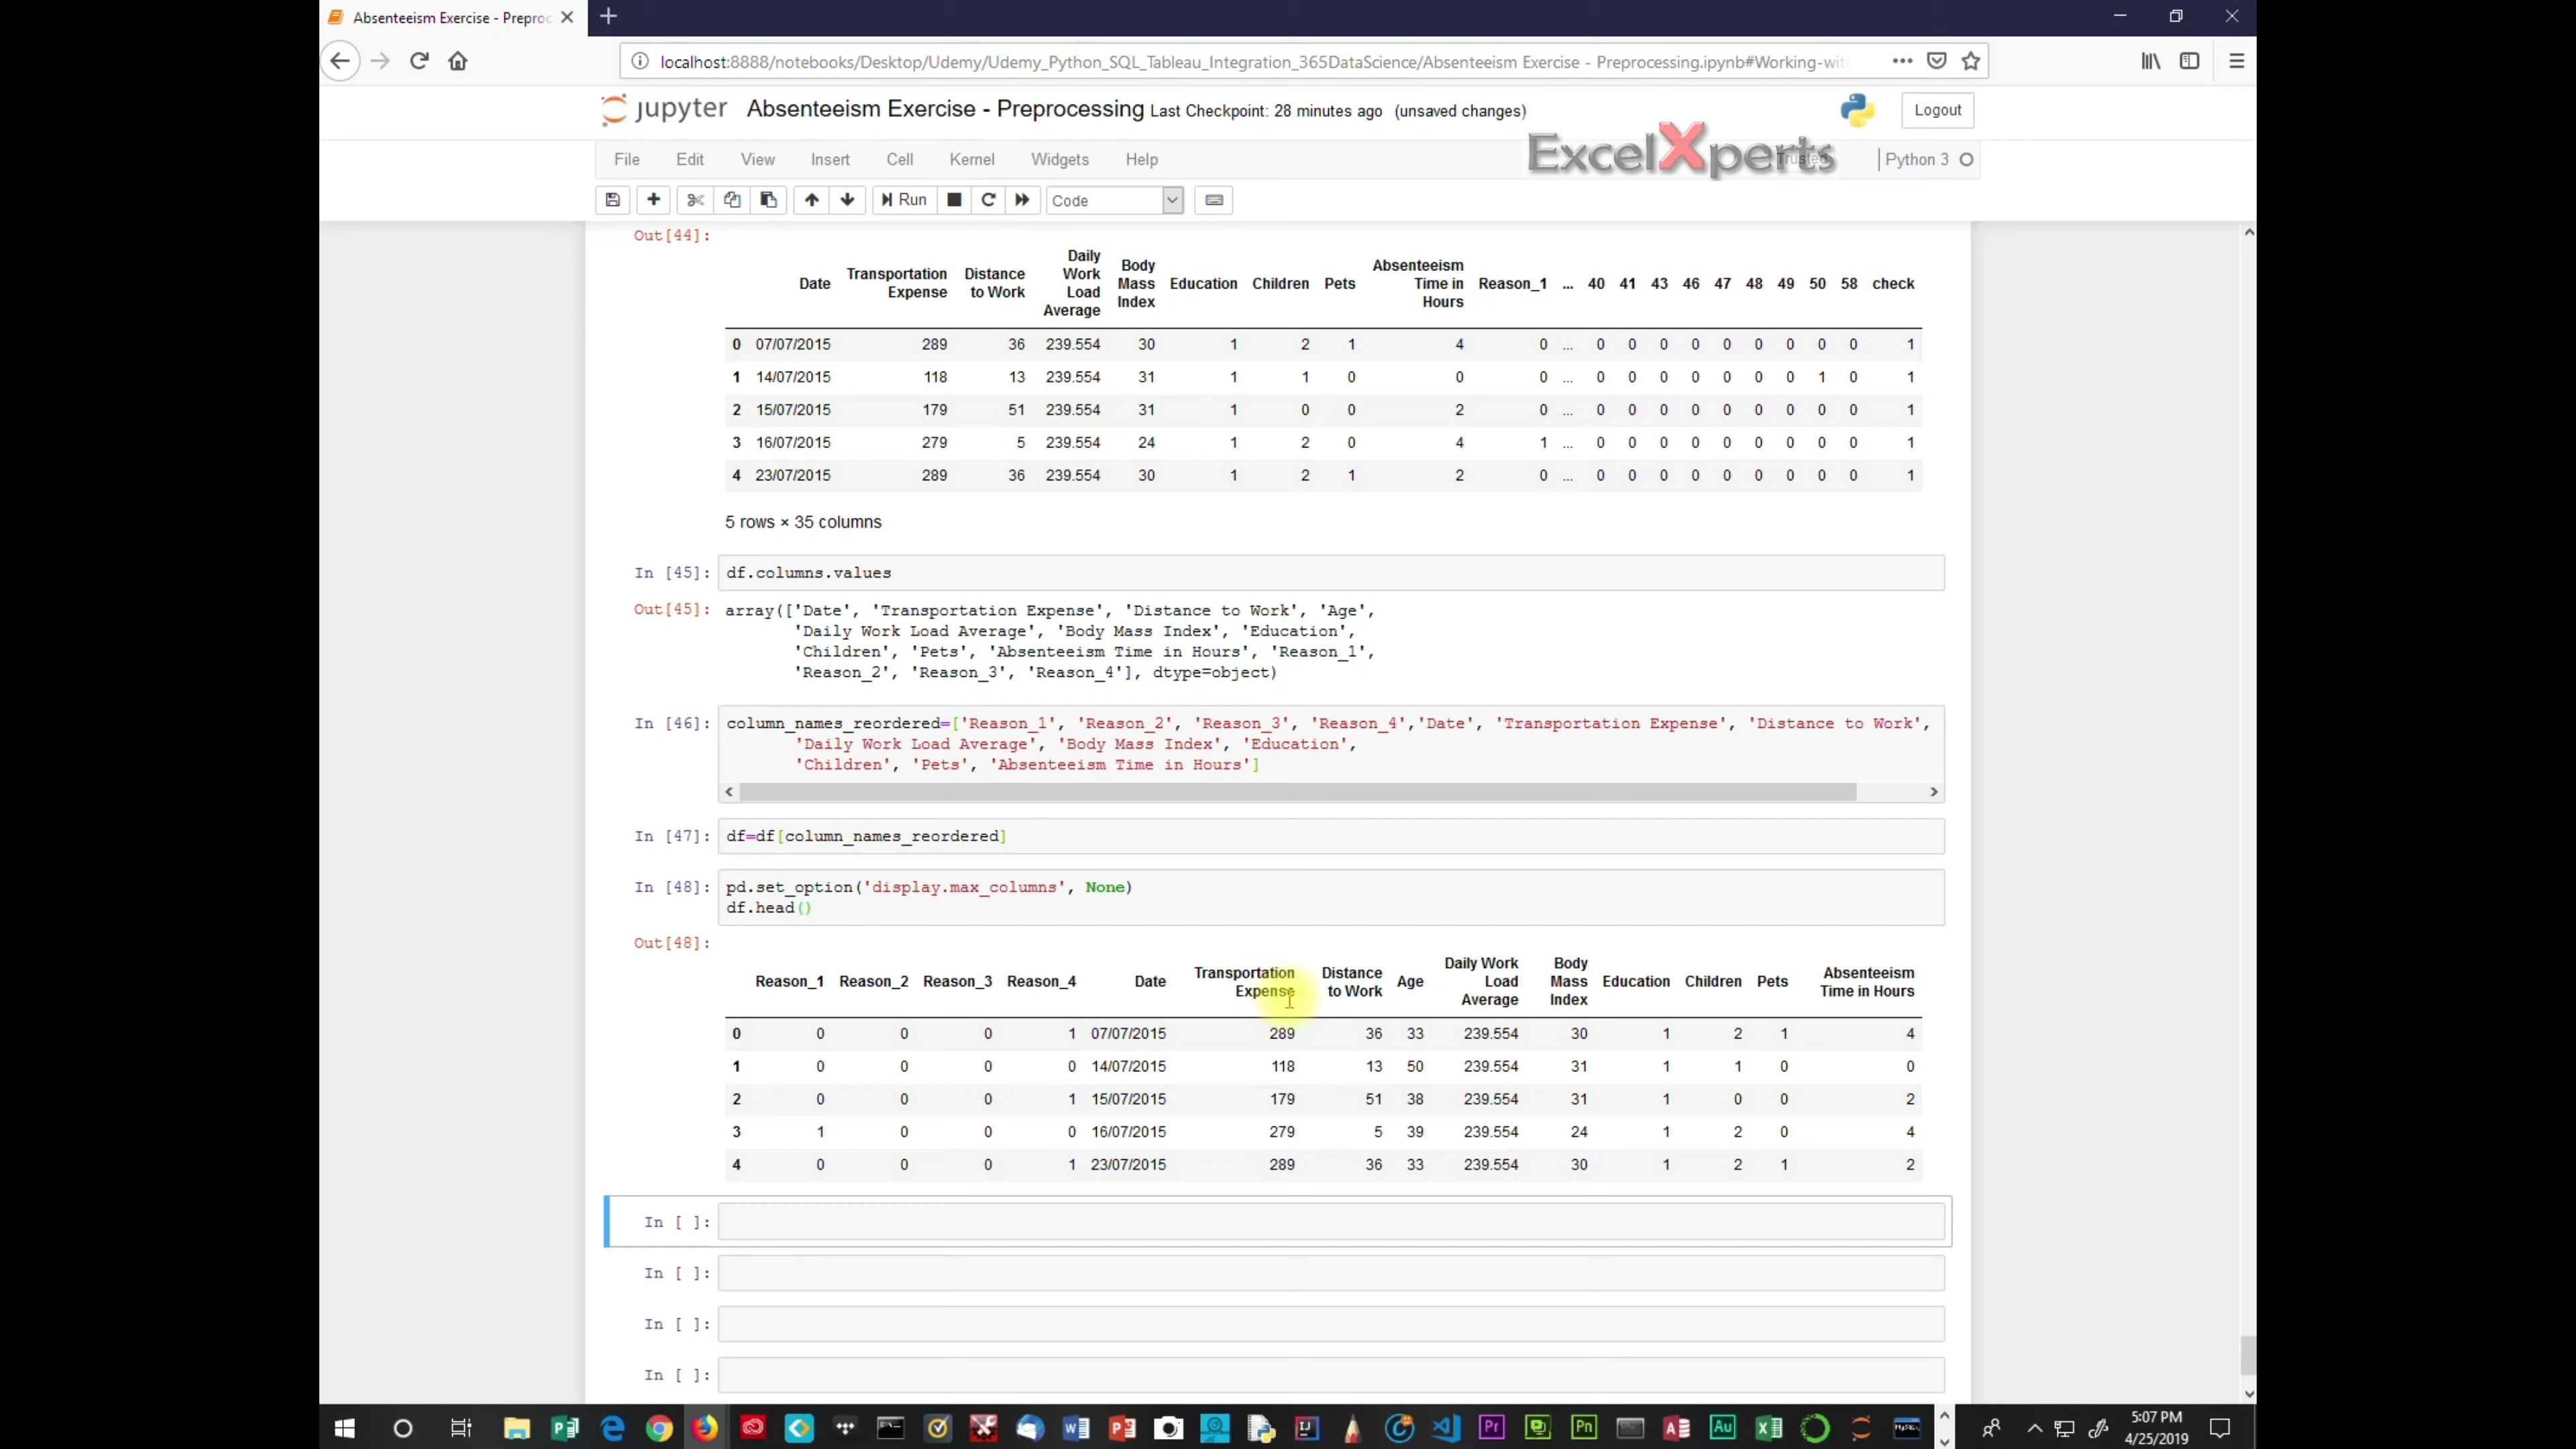 Absenteeism Exercise - Preproc
localhost:8888/notebooks/Desktop/Udemy/Udemy_Python_SQL_Tableau_Integration_365DataScience/Absenteeism Exercise - Preprocessing.ipynb#Working-wit
jupyter Absenteeism Exercise - Preprocessing Last Checkpoint: 28 minutes ago (unsaved changes) Logout
ExcelXperts
File Edit View Insert Cell Kernel Widgets Help Trusted Python 3
Run Code
Out[44]:
Date Transportation Expense Distance to Work Daily Work Load Average Body Mass Index Education Children Pets Absenteeism Time in Hours Reason_1 ... 40 41 43 46 47 48 49 50 58 check
0 07/07/2015 289 36 239.554 30 1 2 1 4 0 ... 0 0 0 0 0 0 0 0 0 1
1 14/07/2015 118 13 239.554 31 1 1 0 0 0 ... 0 0 0 0 0 0 0 1 0 1
2 15/07/2015 179 51 239.554 31 1 0 0 2 0 ... 0 0 0 0 0 0 0 0 0 1
3 16/07/2015 279 5 239.554 24 1 2 0 4 1 ... 0 0 0 0 0 0 0 0 0 1
4 23/07/2015 289 36 239.554 30 1 2 1 2 0 ... 0 0 0 0 0 0 0 0 0 1
5 rows × 35 columns
In [45]: df.columns.values
Out[45]: array(['Date', 'Transportation Expense', 'Distance to Work', 'Age',
'Daily Work Load Average', 'Body Mass Index', 'Education',
'Children', 'Pets', 'Absenteeism Time in Hours', 'Reason_1',
'Reason_2', 'Reason_3', 'Reason_4'], dtype=object)
In [46]: column_names_reordered=['Reason_1', 'Reason_2', 'Reason_3', 'Reason_4','Date', 'Transportation Expense', 'Distance to Work',
'Daily Work Load Average', 'Body Mass Index', 'Education',
'Children', 'Pets', 'Absenteeism Time in Hours']
In [47]: df=df[column_names_reordered]
In [48]: pd.set_option('display.max_columns', None)
df.head()
Out[48]:
Reason_1 Reason_2 Reason_3 Reason_4 Date Transportation Expense Distance to Work Age Daily Work Load Average Body Mass Index Education Children Pets Absenteeism Time in Hours
0 0 0 0 1 07/07/2015 289 36 33 239.554 30 1 2 1 4
1 0 0 0 0 14/07/2015 118 13 50 239.554 31 1 1 0 0
2 0 0 0 1 15/07/2015 179 51 38 239.554 31 1 0 0 2
3 1 0 0 0 16/07/2015 279 5 39 239.554 24 1 2 0 4
4 0 0 0 1 23/07/2015 289 36 33 239.554 30 1 2 1 2
In [ ]:
In [ ]:
In [ ]:
In [ ]:
5:07 PM
4/25/2019